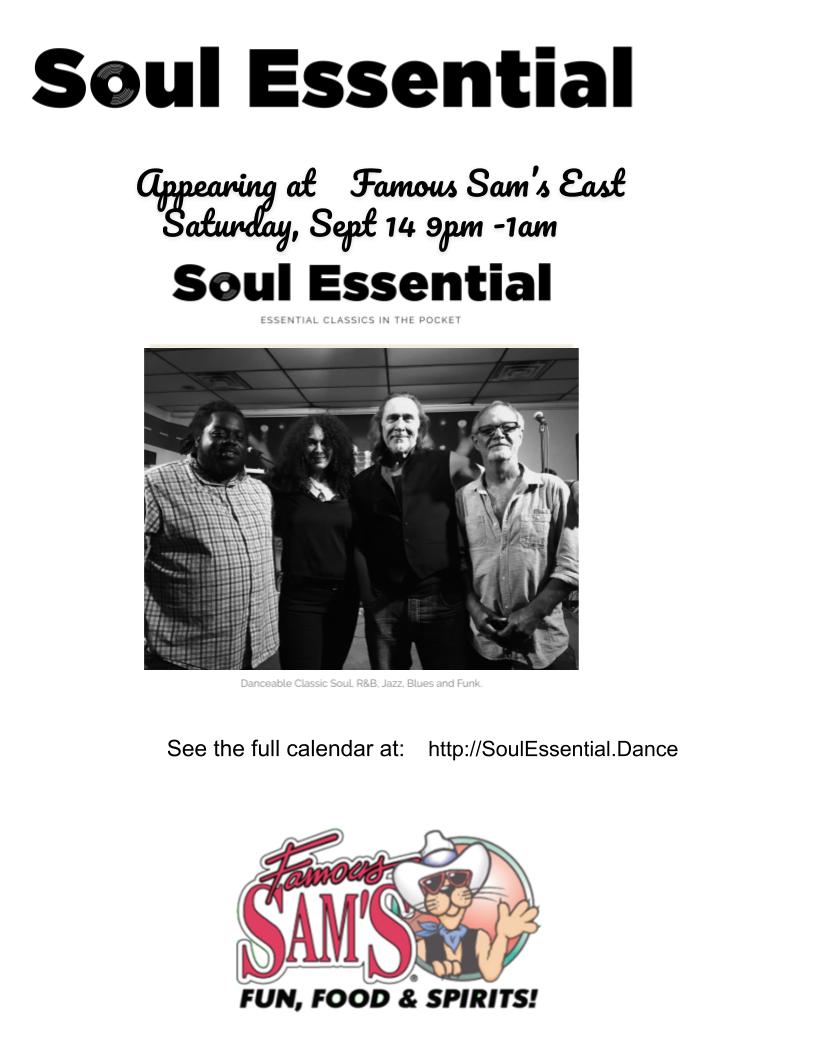 Soul Essential
Appearing at Famous Sam's East
Saturday, Sept 14 9pm -1am
Soul Essential
ESSENTIAL CLASSICS IN THE POCKET
Danceable Classic Soul, R&B, Jazz, Blues and Funk.
See the full calendar at: http://SoulEssential.Dance
Famous
SAM'S®
FUN, FOOD & SPIRITS!